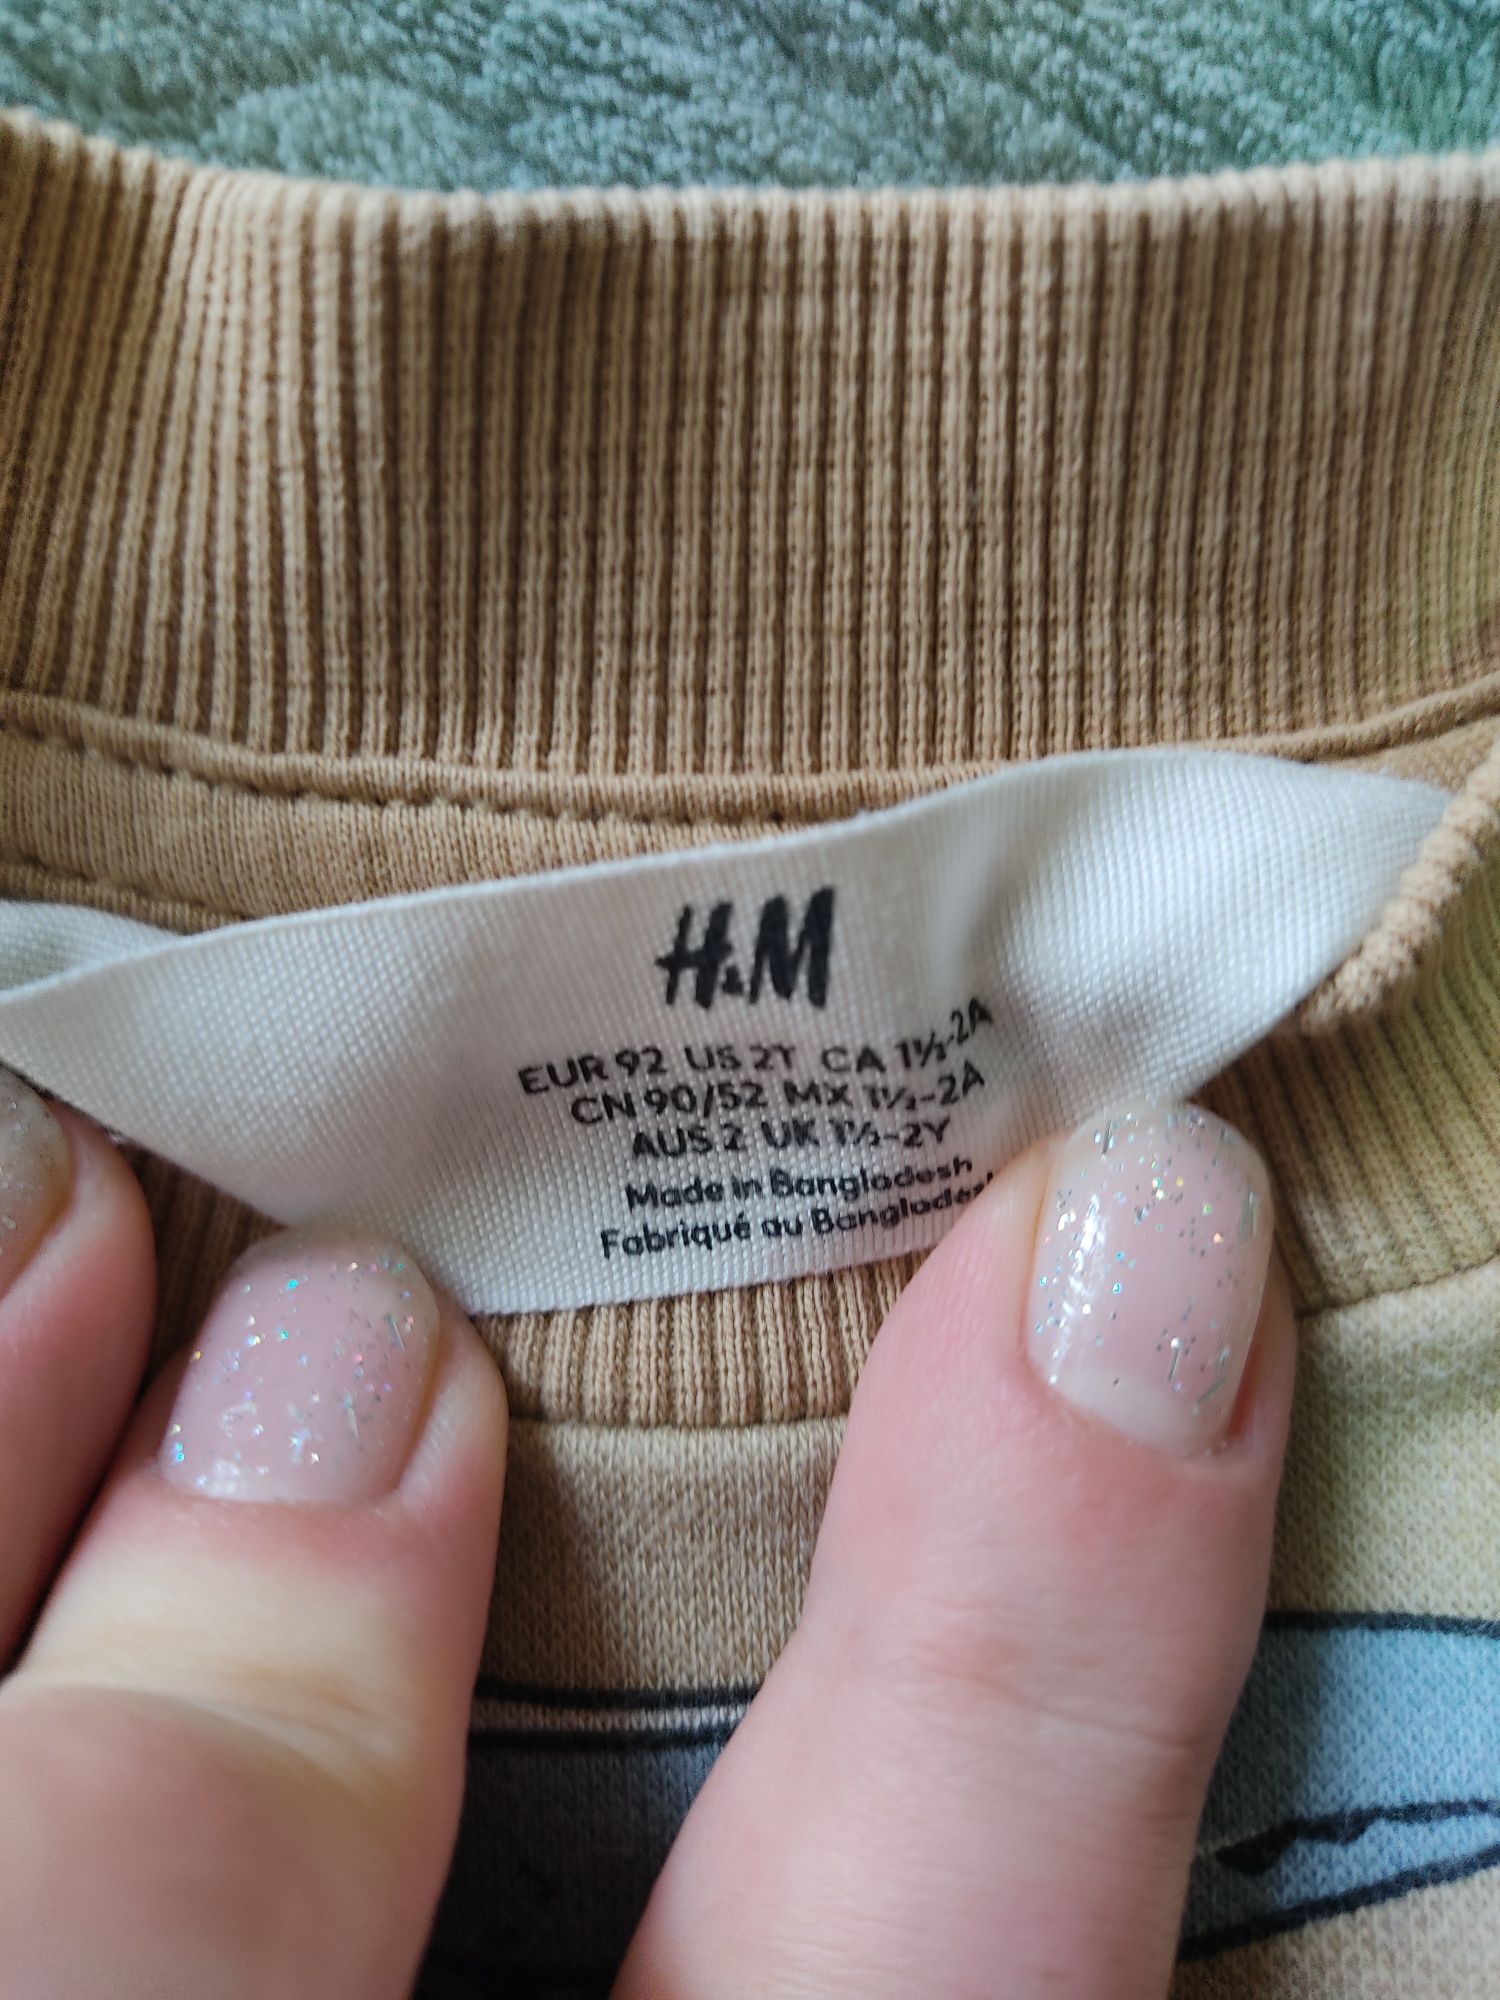 H&M
EUR 92 US 2T CA 1½-2A
CN 90/52 MX 1½-2A
AUS 2 UK 1½-2Y
Made in Bangladesh
Fabriqué au Bangladesh